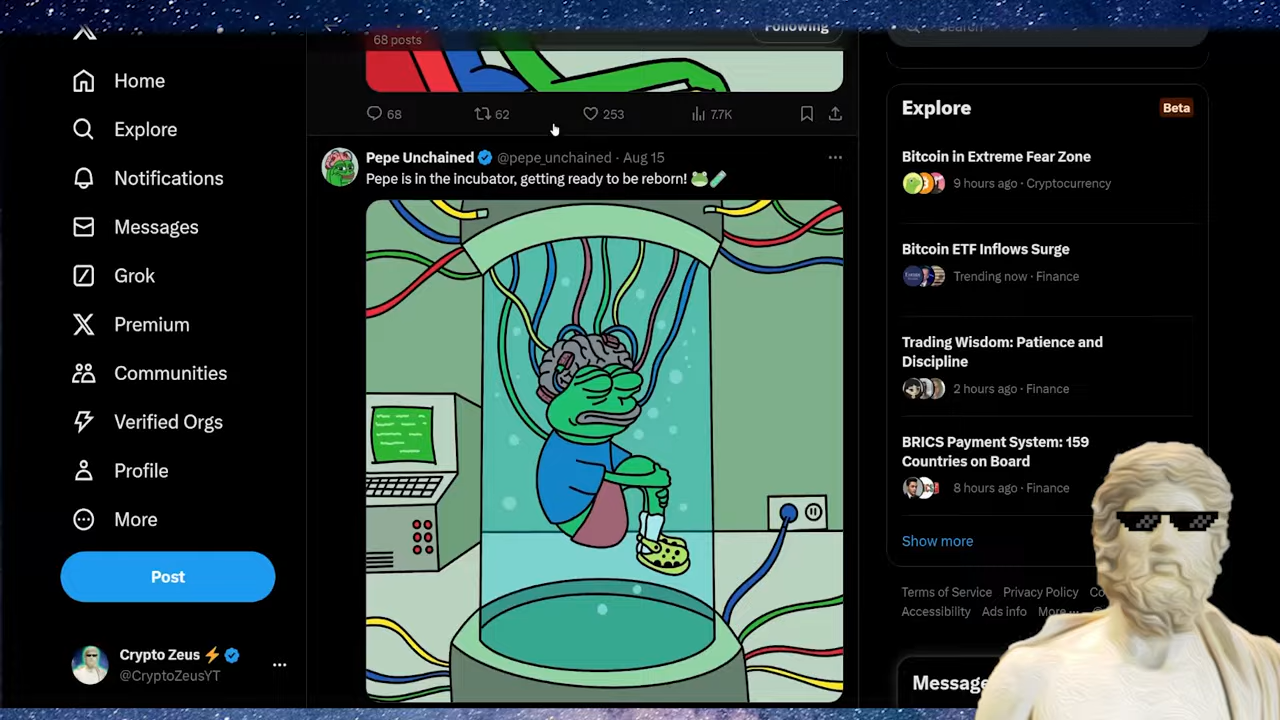 68 posts
Following
Search
68
62
253
7.7K
Pepe Unchained @pepe_unchained · Aug 15
Pepe is in the incubator, getting ready to be reborn! 🐸🧪
Home
Explore
Notifications
Messages
Grok
Premium
Communities
Verified Orgs
Profile
More
Post
Crypto Zeus ⚡
@CryptoZeusYT
Explore
Beta
Bitcoin in Extreme Fear Zone
9 hours ago · Cryptocurrency
Bitcoin ETF Inflows Surge
Trending now · Finance
Trading Wisdom: Patience and
Discipline
2 hours ago · Finance
BRICS Payment System: 159
Countries on Board
8 hours ago · Finance
Show more
Terms of Service Privacy Policy
Accessibility Ads info More ···